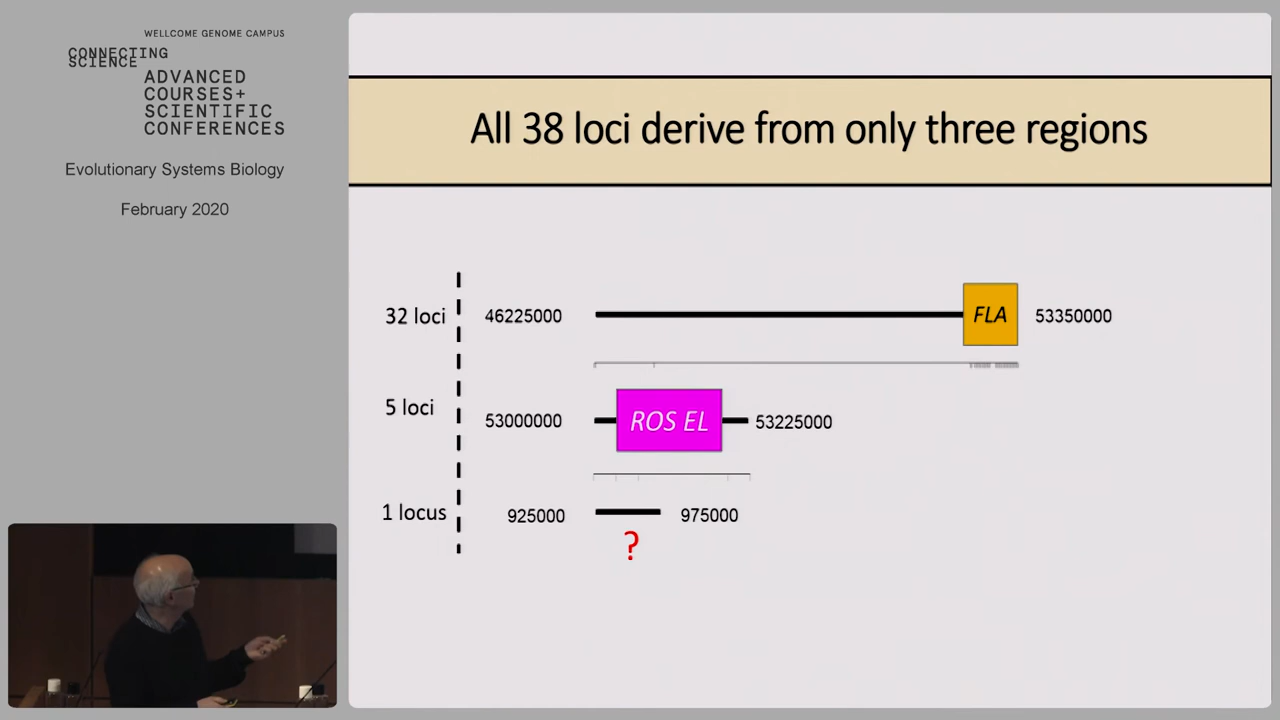 WELLCOME GENOME CAMPUS
CONNECTING
SCIENCE
ADVANCED
COURSES+
SCIENTIFIC
CONFERENCES
Evolutionary Systems Biology
February 2020
All 38 loci derive from only three regions
32 loci 46225000 FLA 53350000
5 loci 53000000 ROS EL 53225000
1 locus 925000 975000
?